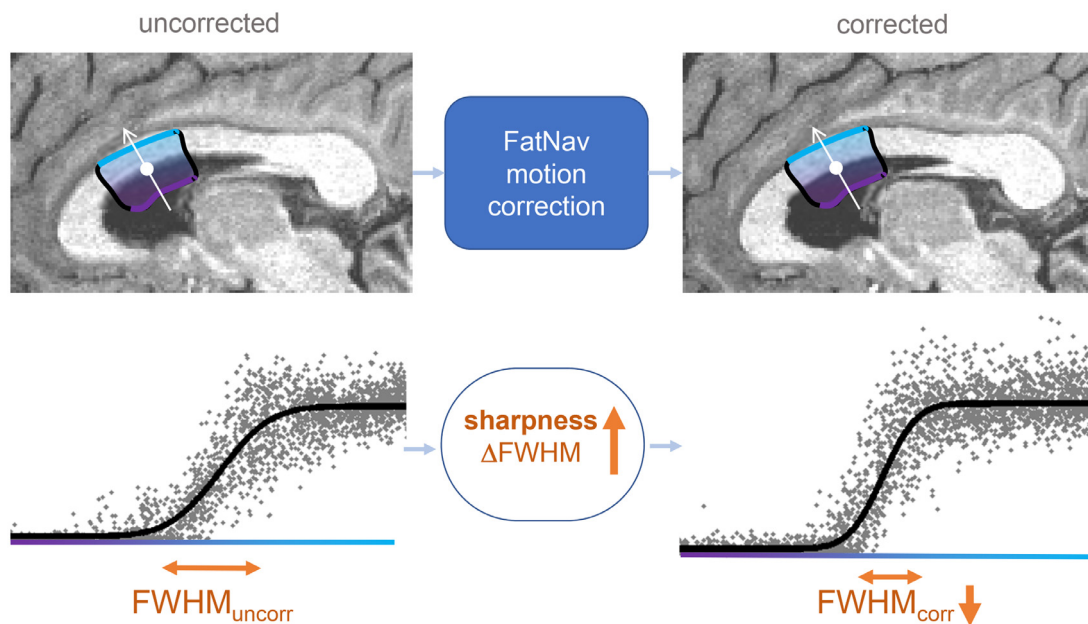 uncorrected
corrected
FatNav
motion
correction
sharpness
ΔFWHM
FWHMuncorr
FWHMcorr